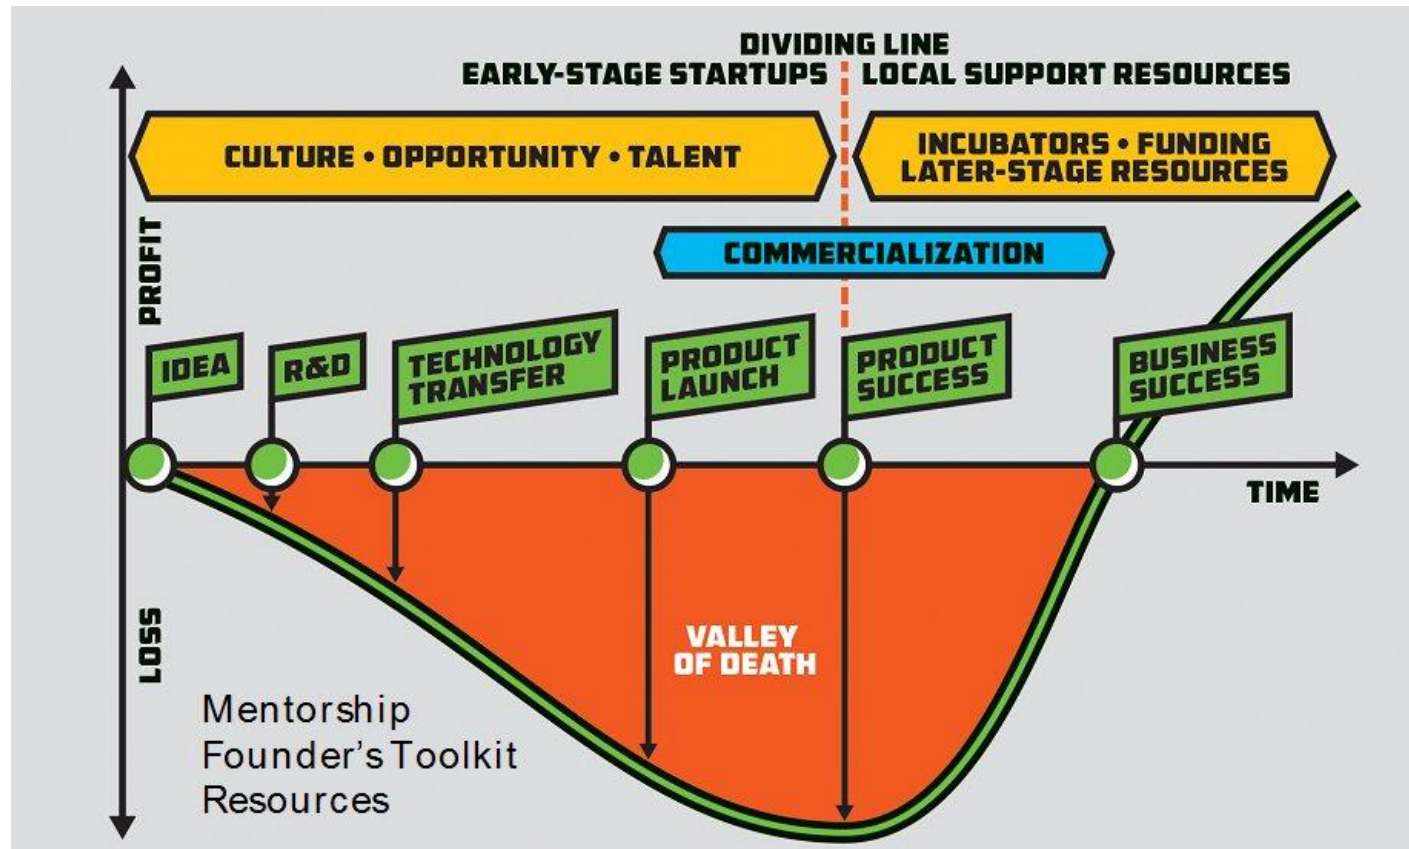 DIVIDING LINE
EARLY-STAGE STARTUPS
LOCAL SUPPORT RESOURCES
CULTURE • OPPORTUNITY • TALENT
INCUBATORS • FUNDING
LATER-STAGE RESOURCES
COMMERCIALIZATION
PROFIT
IDEA
R&D
TECHNOLOGY
TRANSFER
PRODUCT
LAUNCH
PRODUCT
SUCCESS
BUSINESS
SUCCESS
TIME
LOSS
VALLEY
OF DEATH
Mentorship
Founder’s Toolkit
Resources